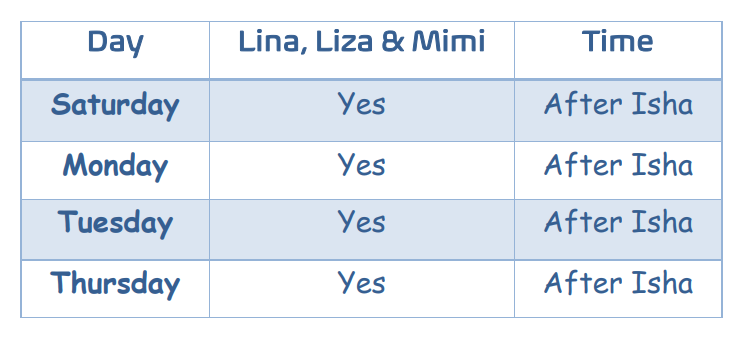 Day Lina, Liza & Mimi Time
Saturday Yes After Isha
Monday Yes After Isha
Tuesday Yes After Isha
Thursday Yes After Isha